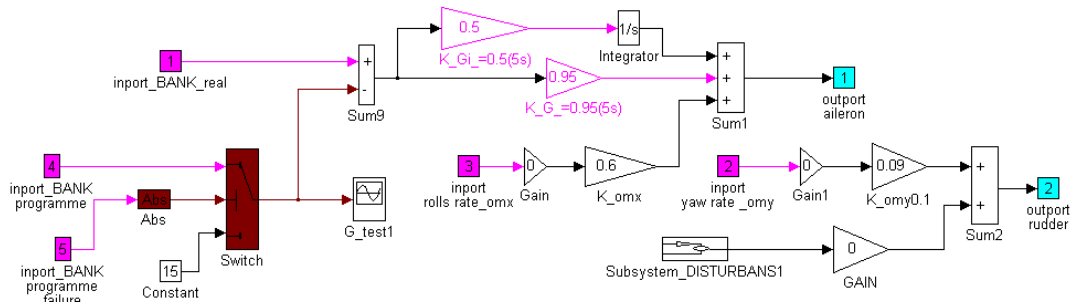 0.5
1/s
K_Gi_=0.5(5s)
Integrator
1
inport_BANK_real
+
-
Sum9
0.95
K_G_=0.95(5s)
+
+
+
Sum1
1
outport
aileron
4
inport_BANK
programme
Abs
Abs
5
inport_BANK
programme
failure
15
Constant
Switch
G_test1
3
inport
rolls rate_omx
0
Gain
0.6
K_omx
2
inport
yaw rate _omy
0
Gain1
0.09
K_omy0.1
+
+
Sum2
2
outport
rudder
Subsystem_DISTURBANS1
0
GAIN